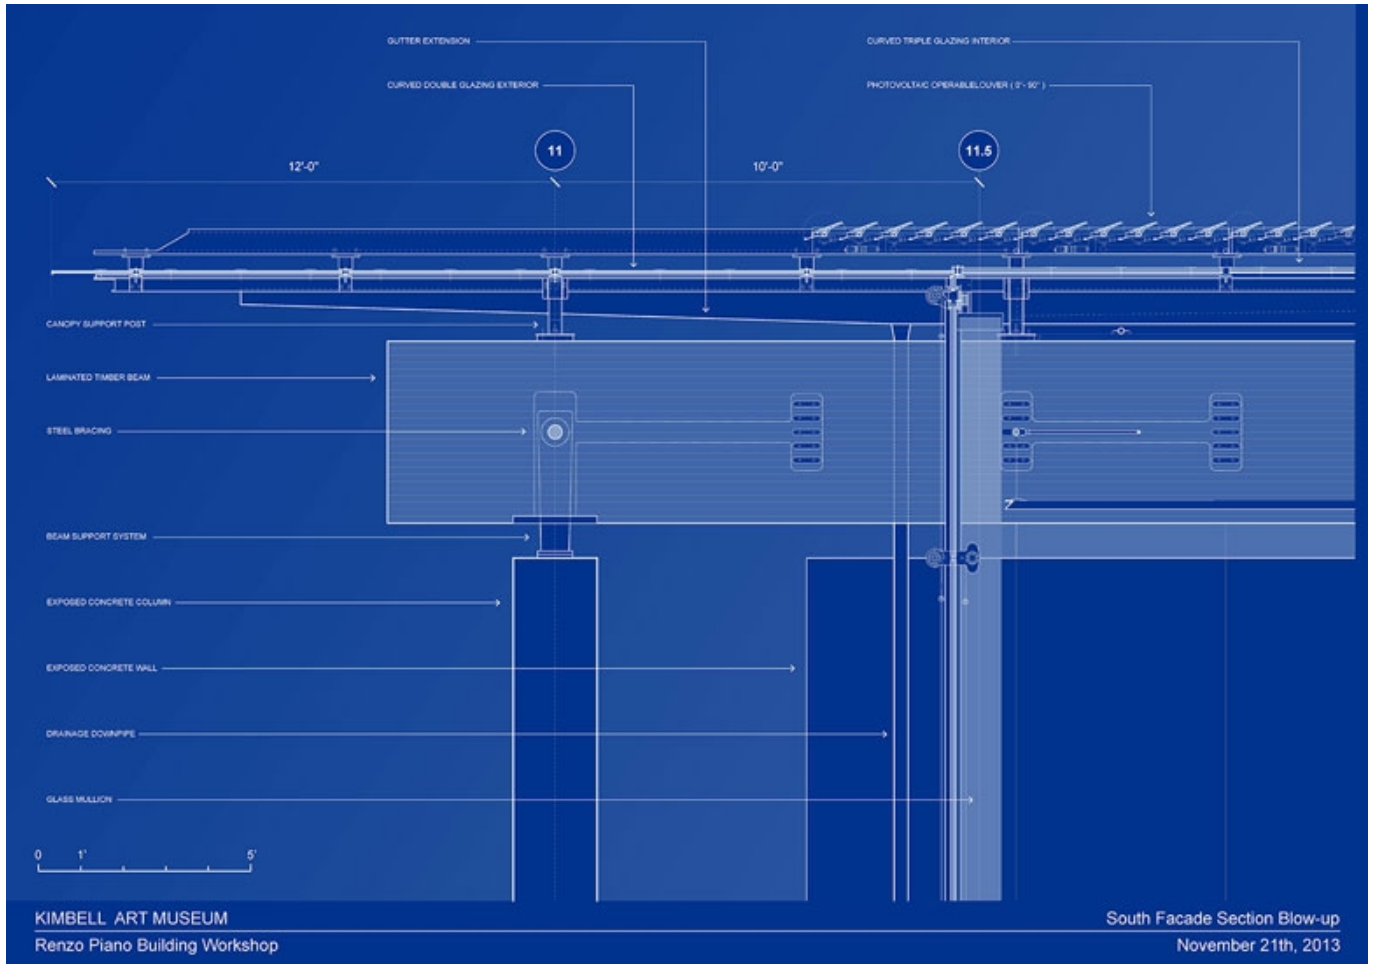 GUTTER EXTENSION
CURVED TRIPLE GLAZING INTERIOR
CURVED DOUBLE GLAZING EXTERIOR
PHOTOVOLTAIC OPERABLELOUVER ( 0°- 90° )
11
11.5
12'-0"
10'-0"
CANOPY SUPPORT POST
LAMINATED TIMBER BEAM
STEEL BRACING
BEAM SUPPORT SYSTEM
EXPOSED CONCRETE COLUMN
EXPOSED CONCRETE WALL
DRAINAGE DOWNPIPE
GLASS MULLION
0 1' 5'
KIMBELL ART MUSEUM
South Facade Section Blow-up
Renzo Piano Building Workshop
November 21th, 2013